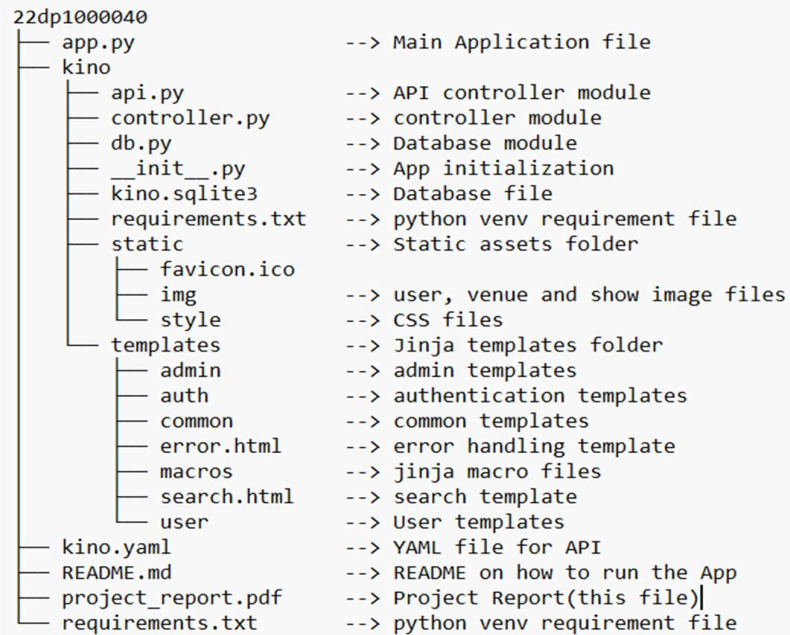 22dp1000040
├── app.py                 --> Main Application file
├── kino
│   ├── api.py             --> API controller module
│   ├── controller.py      --> controller module
│   ├── db.py              --> Database module
│   ├── __init__.py        --> App initialization
│   ├── kino.sqlite3       --> Database file
│   ├── requirements.txt   --> python venv requirement file
│   ├── static             --> Static assets folder
│   │   ├── favicon.ico
│   │   ├── img            --> user, venue and show image files
│   │   └── style          --> CSS files
│   └── templates          --> Jinja templates folder
│       ├── admin          --> admin templates
│       ├── auth           --> authentication templates
│       ├── common         --> common templates
│       ├── error.html     --> error handling template
│       ├── macros         --> jinja macro files
│       ├── search.html    --> search template
│       └── user           --> User templates
├── kino.yaml              --> YAML file for API
├── README.md              --> README on how to run the App
├── project_report.pdf     --> Project Report(this file)
└── requirements.txt       --> python venv requirement file